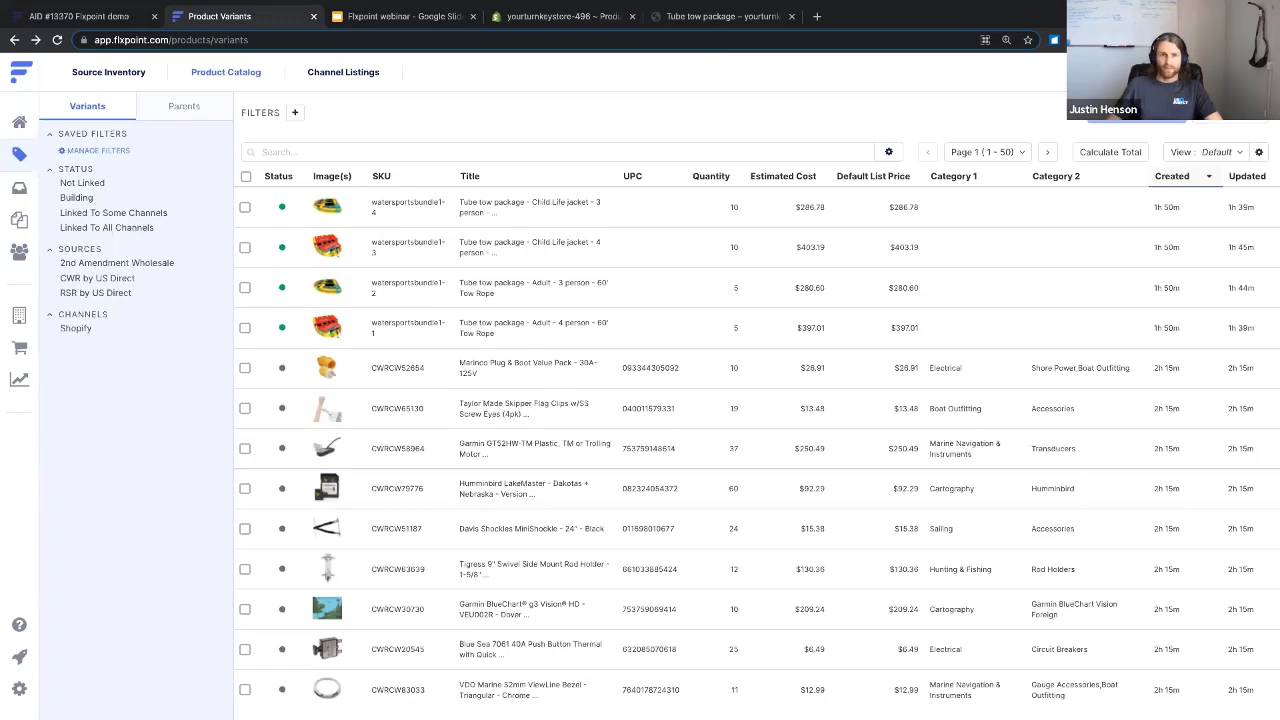 AID #13370 Flxpoint demo
Product Variants
Flxpoint webinar - Google Slid
yourturnkeystore-496 ~ Produ
Tube tow package – yourturnk
app.flxpoint.com/products/variants
Justin Henson
Source Inventory
Product Catalog
Channel Listings
Variants
Parents
SAVED FILTERS
MANAGE FILTERS
STATUS
Not Linked
Building
Linked To Some Channels
Linked To All Channels
SOURCES
2nd Amendment Wholesale
CWR by US Direct
RSR by US Direct
CHANNELS
Shopify
FILTERS +
Search...
Page 1 ( 1 - 50)
Calculate Total
View : Default
Status Image(s) SKU Title UPC Quantity Estimated Cost Default List Price Category 1 Category 2 Created Updated
watersportsbundle1-4 Tube tow package - Child Life jacket - 3 person - ... 10 $286.78 $286.78 1h 50m 1h 39m
watersportsbundle1-3 Tube tow package - Child Life jacket - 4 person - ... 10 $403.19 $403.19 1h 50m 1h 45m
watersportsbundle1-2 Tube tow package - Adult - 3 person - 60' Tow Rope 5 $280.60 $280.60 1h 50m 1h 44m
watersportsbundle1-1 Tube tow package - Adult - 4 person - 60' Tow Rope 5 $397.01 $397.01 1h 50m 1h 39m
CWRCW52654 Marinco Plug & Boot Value Pack - 30A-125V 093344305092 10 $26.91 $26.91 Electrical Shore Power,Boat Outfitting 2h 15m 2h 15m
CWRCW65130 Taylor Made Skipper Flag Clips w/SS Screw Eyes (4pk) ... 040011579331 19 $13.48 $13.48 Boat Outfitting Accessories 2h 15m 2h 15m
CWRCW58964 Garmin GT52HW-TM Plastic, TM or Trolling Motor ... 753759148614 37 $250.49 $250.49 Marine Navigation & Instruments Transducers 2h 15m 2h 15m
CWRCW79776 Humminbird LakeMaster - Dakotas + Nebraska - Version ... 082324054372 60 $92.29 $92.29 Cartography Humminbird 2h 15m 2h 15m
CWRCW51187 Davis Shockles MiniShockle - 24" - Black 011698010677 24 $15.38 $15.38 Sailing Accessories 2h 15m 2h 15m
CWRCW63639 Tigress 9" Swivel Side Mount Rod Holder - 1-5/8"... 661033885424 12 $130.36 $130.36 Hunting & Fishing Rod Holders 2h 15m 2h 15m
CWRCW30730 Garmin BlueChart® g3 Vision® HD - VEU002R - Dover ... 753759069414 10 $209.24 $209.24 Cartography Garmin BlueChart Vision Foreign 2h 15m 2h 15m
CWRCW20545 Blue Sea 7061 40A Push Button Thermal with Quick ... 632085070618 25 $6.49 $6.49 Electrical Circuit Breakers 2h 15m 2h 15m
CWRCW83033 VDO Marine 52mm ViewLine Bezel - Triangular - Chrome ... 7640178724310 11 $12.99 $12.99 Marine Navigation & Instruments Gauge Accessories,Boat Outfitting 2h 15m 2h 15m